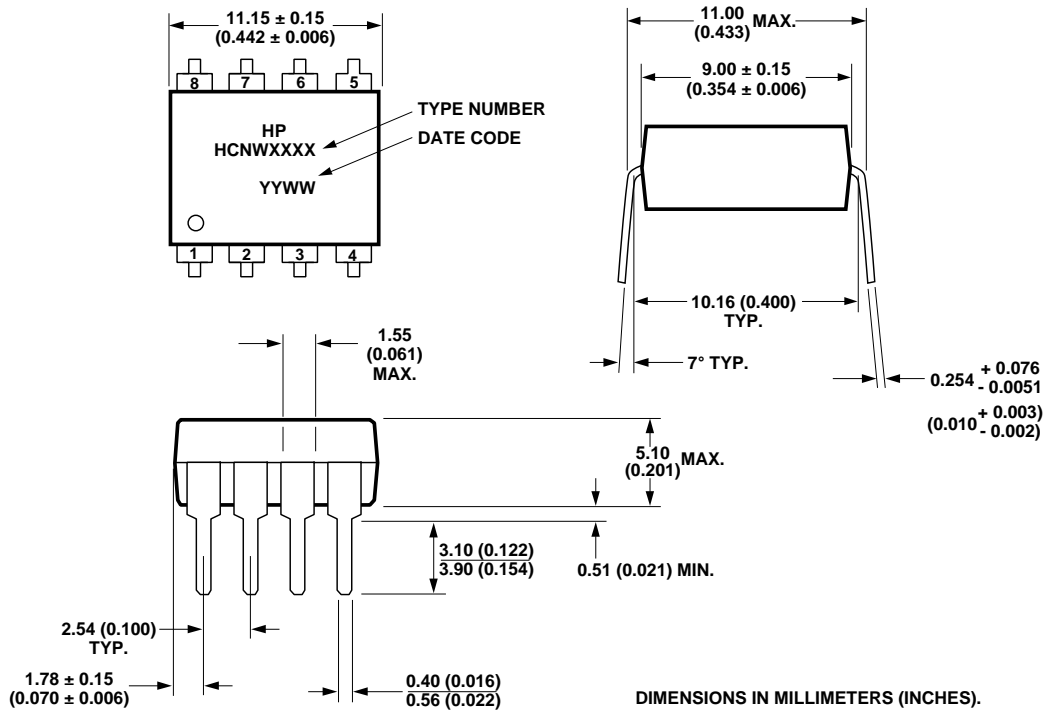 11.15 ± 0.15
(0.442 ± 0.006)
8 7 6 5
HP
HCNWXXXX
YYWW
1 2 3 4
TYPE NUMBER
DATE CODE
11.00
(0.433)
MAX.
9.00 ± 0.15
(0.354 ± 0.006)
10.16 (0.400)
TYP.
7° TYP.
0.254 + 0.076
- 0.0051
(0.010 + 0.003)
- 0.002)
1.55
(0.061)
MAX.
5.10
(0.201)
MAX.
3.10 (0.122)
3.90 (0.154)
0.51 (0.021) MIN.
2.54 (0.100)
TYP.
1.78 ± 0.15
(0.070 ± 0.006)
0.40 (0.016)
0.56 (0.022)
DIMENSIONS IN MILLIMETERS (INCHES).